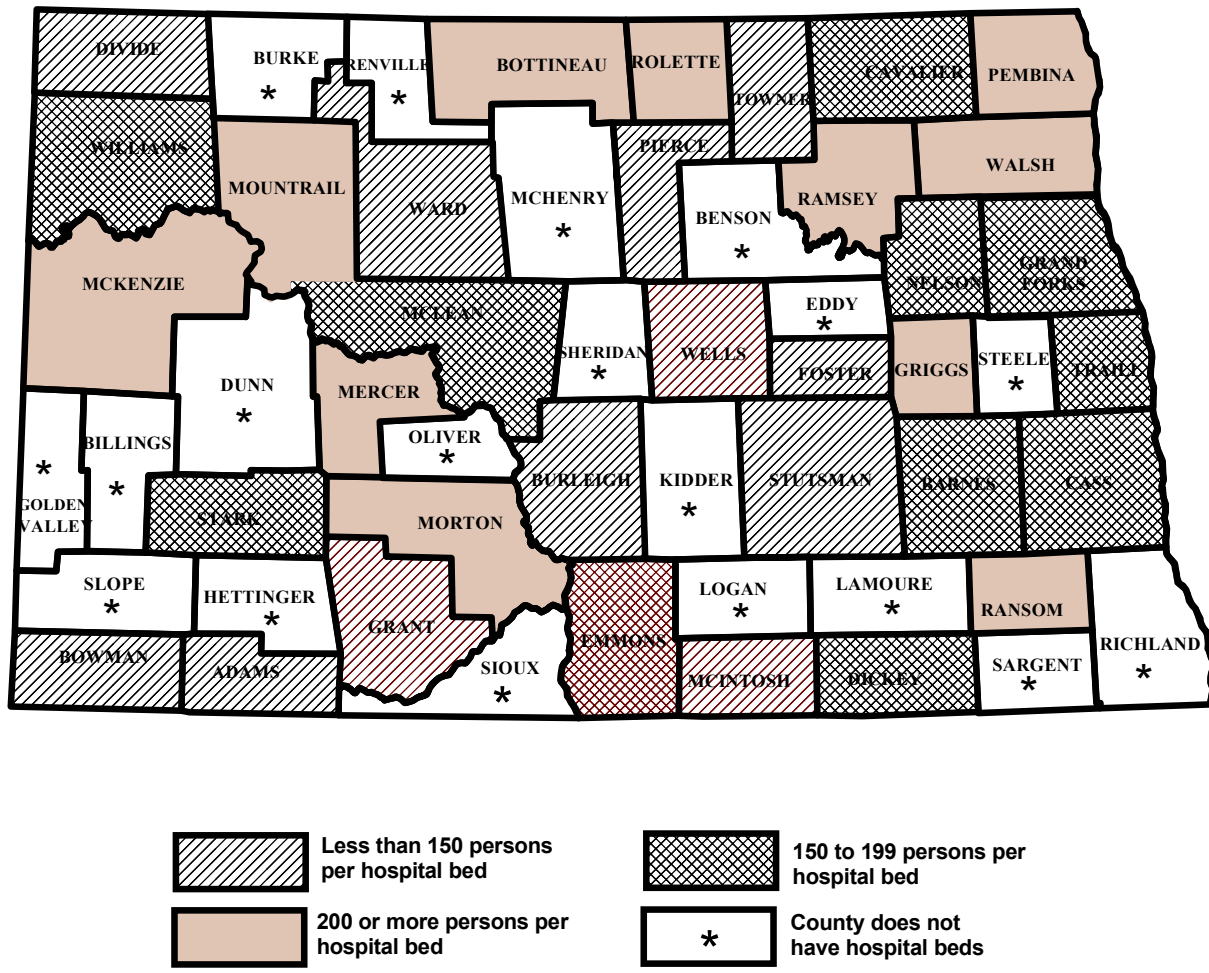 DIVIDE
BURKE
*
RENVILLE
*
BOTTINEAU
ROLETTE
TOWNER
CAVALIER
PEMBINA
WILLIAMS
MOUNTRAIL
WARD
MCHENRY
*
PIERCE
BENSON
*
RAMSEY
WALSH
MCKENZIE
MCLEAN
SHERIDAN
*
WELLS
EDDY
*
FOSTER
NELSON
GRAND
FORKS
GRIGGS
STEELE
*
TRAILL
DUNN
*
MERCER
OLIVER
*
BILLINGS
*
*
GOLDEN
VALLEY
STARK
MORTON
BURLEIGH
KIDDER
*
STUTSMAN
BARNES
CASS
SLOPE
*
HETTINGER
*
GRANT
EMMONS
LOGAN
*
LAMOURE
*
RANSOM
RICHLAND
*
BOWMAN
ADAMS
SIOUX
*
MCINTOSH
DICKEY
SARGENT
*
Less than 150 persons
per hospital bed
150 to 199 persons per
hospital bed
200 or more persons per
hospital bed
*
County does not
have hospital beds